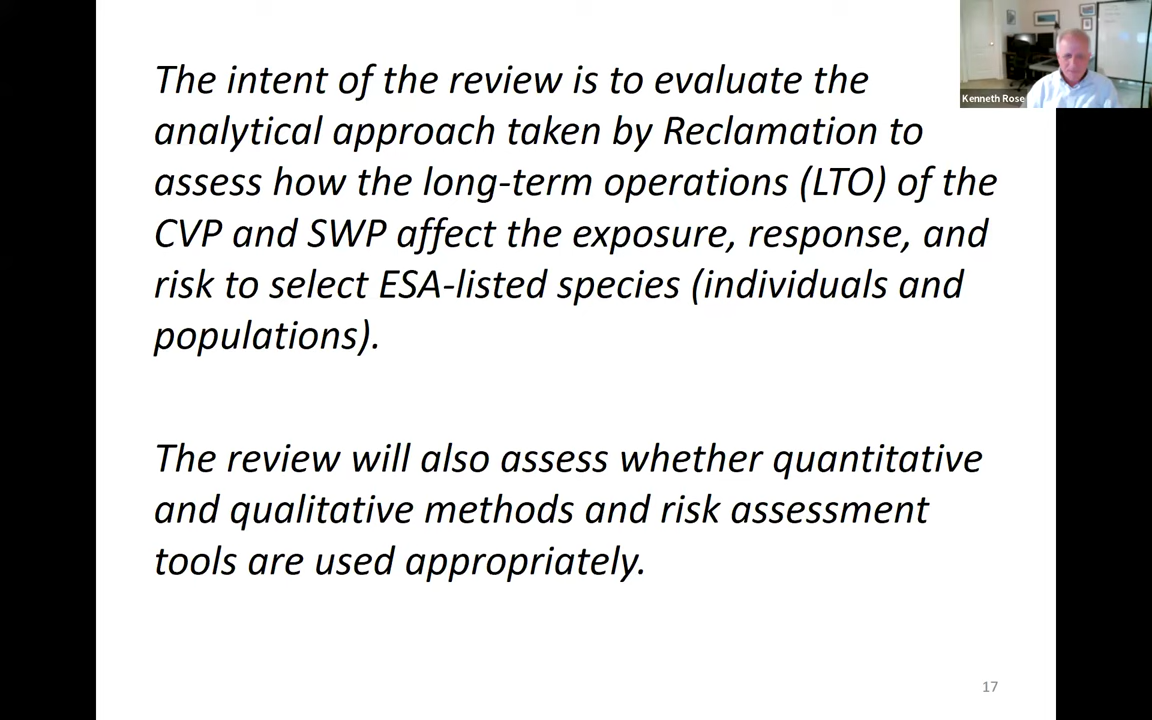 The intent of the review is to evaluate the
analytical approach taken by Reclamation to
assess how the long-term operations (LTO) of the
CVP and SWP affect the exposure, response, and
risk to select ESA-listed species (individuals and
populations).
The review will also assess whether quantitative
and qualitative methods and risk assessment
tools are used appropriately.
17
Kenneth Rose